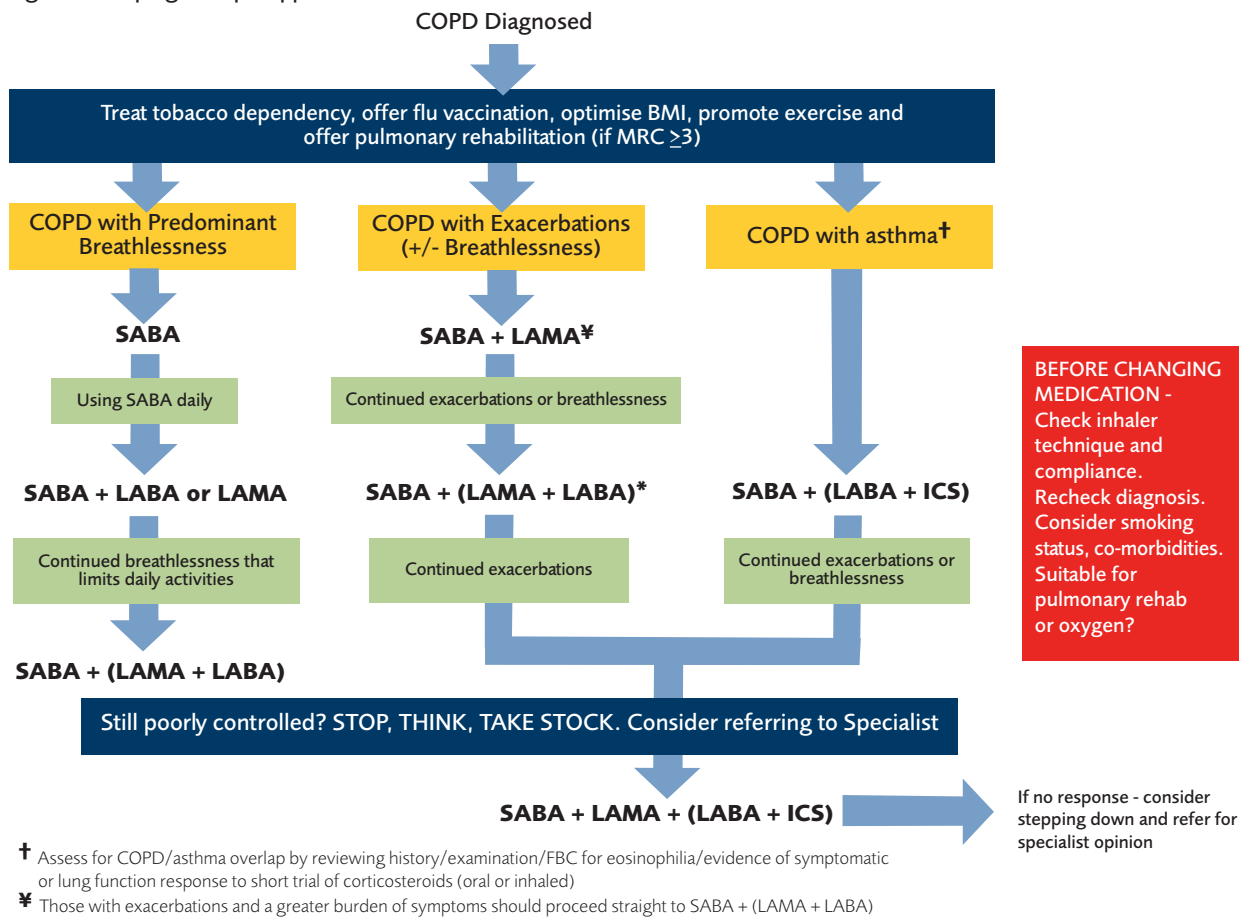 COPD Diagnosed
Treat tobacco dependency, offer flu vaccination, optimise BMI, promote exercise and
offer pulmonary rehabilitation (if MRC ≥3)
COPD with Predominant
Breathlessness
SABA
Using SABA daily
SABA + LABA or LAMA
Continued breathlessness that
limits daily activities
SABA + (LAMA + LABA)
COPD with Exacerbations
(+/- Breathlessness)
SABA + LAMA¥
Continued exacerbations or breathlessness
SABA + (LAMA + LABA)*
Continued exacerbations
COPD with asthma†
SABA + (LABA + ICS)
Continued exacerbations or
breathlessness
BEFORE CHANGING
MEDICATION -
Check inhaler
technique and
compliance.
Recheck diagnosis.
Consider smoking
status, co-morbidities.
Suitable for
pulmonary rehab
or oxygen?
Still poorly controlled? STOP, THINK, TAKE STOCK. Consider referring to Specialist
SABA + LAMA + (LABA + ICS)
If no response - consider
stepping down and refer for
specialist opinion
† Assess for COPD/asthma overlap by reviewing history/examination/FBC for eosinophilia/evidence of symptomatic
or lung function response to short trial of corticosteroids (oral or inhaled)
¥ Those with exacerbations and a greater burden of symptoms should proceed straight to SABA + (LAMA + LABA)